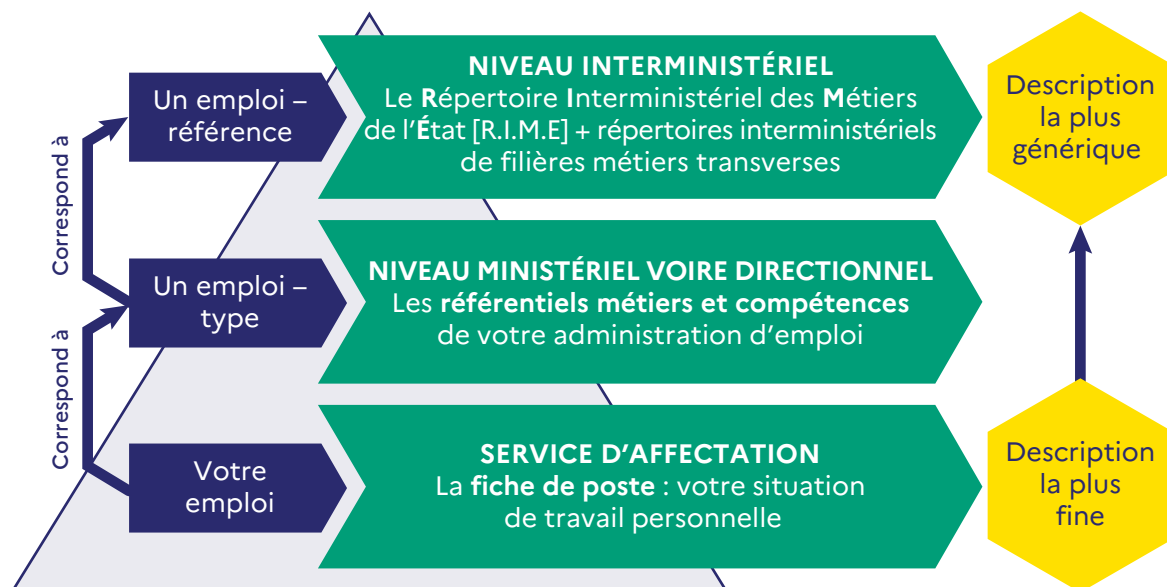 Un emploi –
référence
NIVEAU INTERMINISTÉRIEL
Le Répertoire Interministériel des Métiers
de l’État [R.I.M.E] + répertoires interministériels
de filières métiers transverses
Description
la plus
générique
Correspond à
Un emploi –
type
NIVEAU MINISTÉRIEL VOIRE DIRECTIONNEL
Les référentiels métiers et compétences
de votre administration d’emploi
Correspond à
Votre
emploi
SERVICE D’AFFECTATION
La fiche de poste : votre situation
de travail personnelle
Description
la plus
fine